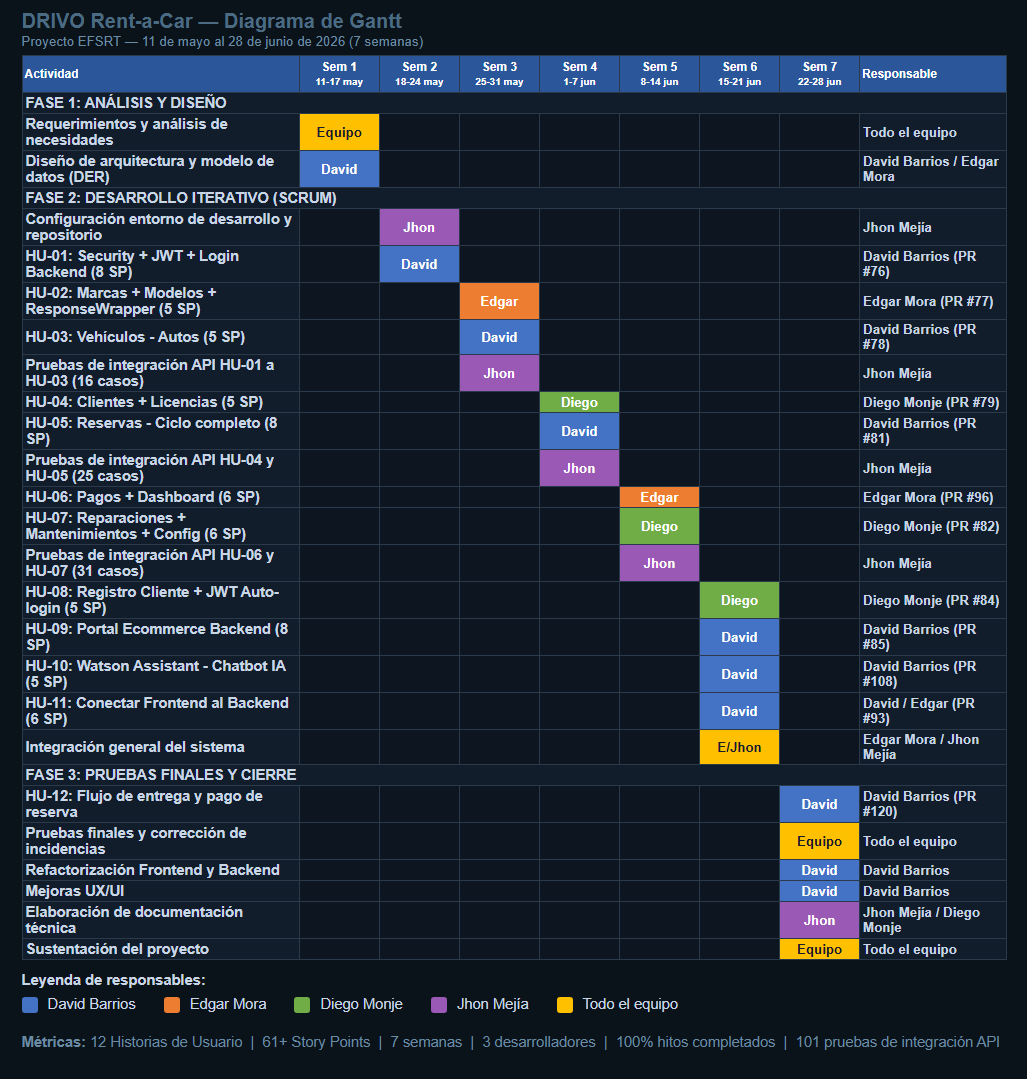 DRIVO Rent-a-Car — Diagrama de Gantt
Proyecto EFSRT — 11 de mayo al 28 de junio de 2026 (7 semanas)
Actividad
Sem 1
11-17 may
Sem 2
18-24 may
Sem 3
25-31 may
Sem 4
1-7 jun
Sem 5
8-14 jun
Sem 6
15-21 jun
Sem 7
22-28 jun
Responsable
FASE 1: ANÁLISIS Y DISEÑO
Requerimientos y análisis de
necesidades
Equipo
Todo el equipo
Diseño de arquitectura y modelo de
datos (DER)
David
David Barrios / Edgar
Mora
FASE 2: DESARROLLO ITERATIVO (SCRUM)
Configuración entorno de desarrollo y
repositorio
Jhon
Jhon Mejía
HU-01: Security + JWT + Login
Backend (8 SP)
David
David Barrios (PR
#76)
HU-02: Marcas + Modelos +
ResponseWrapper (5 SP)
Edgar
Edgar Mora (PR #77)
HU-03: Vehículos - Autos (5 SP)
David
David Barrios (PR
#78)
Pruebas de integración API HU-01 a
HU-03 (16 casos)
Jhon
Jhon Mejía
HU-04: Clientes + Licencias (5 SP)
Diego
Diego Monje (PR #79)
HU-05: Reservas - Ciclo completo (8
SP)
David
David Barrios (PR
#81)
Pruebas de integración API HU-04 y
HU-05 (25 casos)
Jhon
Jhon Mejía
HU-06: Pagos + Dashboard (6 SP)
Edgar
Edgar Mora (PR #96)
HU-07: Reparaciones +
Mantenimientos + Config (6 SP)
Diego
Diego Monje (PR #82)
Pruebas de integración API HU-06 y
HU-07 (31 casos)
Jhon
Jhon Mejía
HU-08: Registro Cliente + JWT Auto-
login (5 SP)
Diego
Diego Monje (PR #84)
HU-09: Portal Ecommerce Backend (8
SP)
David
David Barrios (PR
#85)
HU-10: Watson Assistant - Chatbot IA
(5 SP)
David
David Barrios (PR
#108)
HU-11: Conectar Frontend al Backend
(6 SP)
David
David / Edgar (PR
#93)
Integración general del sistema
E/Jhon
Edgar Mora / Jhon
Mejía
FASE 3: PRUEBAS FINALES Y CIERRE
HU-12: Flujo de entrega y pago de
reserva
David
David Barrios (PR
#120)
Pruebas finales y corrección de
incidencias
Equipo
Todo el equipo
Refactorización Frontend y Backend
David
David Barrios
Mejoras UX/UI
David
David Barrios
Elaboración de documentación
técnica
Jhon
Jhon Mejía / Diego
Monje
Sustentación del proyecto
Equipo
Todo el equipo
Leyenda de responsables:
David Barrios Edgar Mora Diego Monje Jhon Mejía Todo el equipo
Métricas: 12 Historias de Usuario | 61+ Story Points | 7 semanas | 3 desarrolladores | 100% hitos completados | 101 pruebas de integración API